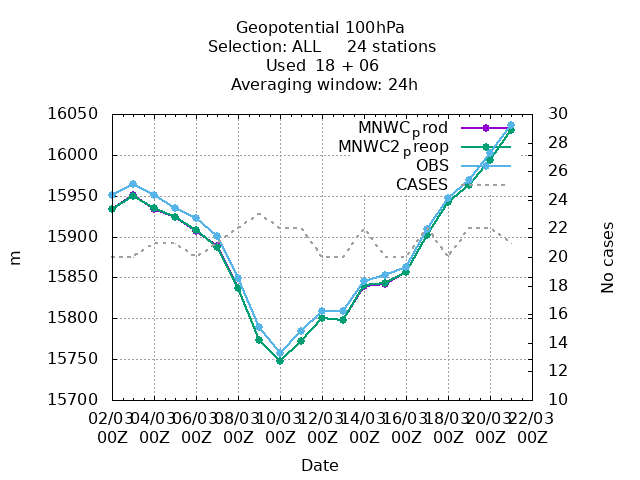 Geopotential 100hPa
Selection: ALL 24 stations
Used 18 + 06
Averaging window: 24h
16050
16000
15950
15900
15850
15800
15750
15700
m
30
28
26
24
22
20
18
16
14
12
10
No cases
MNWC_prod
MNWC2_preop
OBS
CASES
02/03 04/03 06/03 08/03 10/03 12/03 14/03 16/03 18/03 20/03 22/03
00Z 00Z 00Z 00Z 00Z 00Z 00Z 00Z 00Z 00Z 00Z
Date